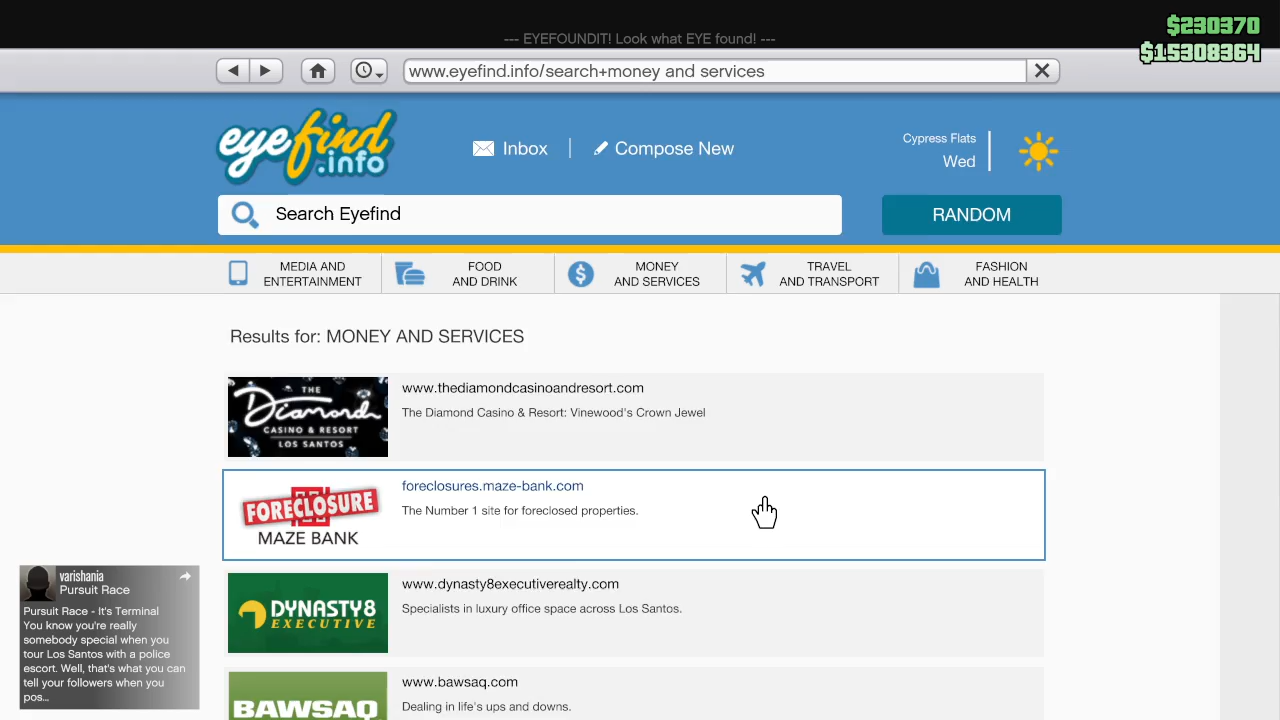 --- EYEFOUNDIT! Look what EYE found! ---
$230370
$15308364
www.eyefind.info/search+money and services
eyefind
.info
Inbox
Compose New
Cypress Flats
Wed
Search Eyefind
RANDOM
MEDIA AND
ENTERTAINMENT
FOOD
AND DRINK
MONEY
AND SERVICES
TRAVEL
AND TRANSPORT
FASHION
AND HEALTH
Results for: MONEY AND SERVICES
THE
Diamond
CASINO & RESORT
LOS SANTOS
www.thediamondcasinoandresort.com
The Diamond Casino & Resort: Vinewood's Crown Jewel
FORECLOSURE
MAZE BANK
foreclosures.maze-bank.com
The Number 1 site for foreclosed properties.
DYNASTY8
EXECUTIVE
www.dynasty8executiverealty.com
Specialists in luxury office space across Los Santos.
BAWSAQ
www.bawsaq.com
Dealing in life's ups and downs.
varishania
Pursuit Race
Pursuit Race - It's Terminal
You know you're really
somebody special when you
tour Los Santos with a police
escort. Well, that's what you can
tell your followers when you
pos...